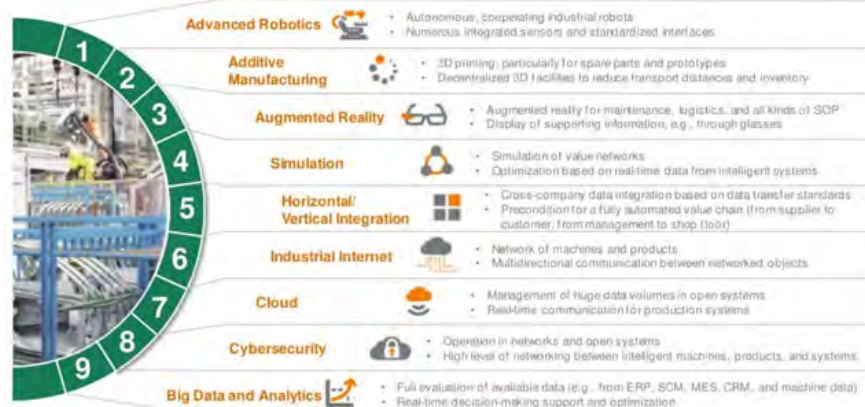 1
Advanced Robotics
• Autonomous, cooperating industrial robots
• Numerous integrated sensors and standardized interfaces
2
Additive
Manufacturing
• 3D printing, particularly for spare parts and prototypes
• Decentralized 3D facilities to reduce transport distances and inventory
3
Augmented Reality
• Augmented reality for maintenance, logistics, and all kinds of SOP
• Display of supporting information, e.g., through glasses
4
Simulation
• Simulation of value networks
• Optimization based on real-time data from intelligent systems
5
Horizontal/
Vertical Integration
• Cross-company data integration based on data transfer standards
• Precondition for a fully automated value chain (from supplier to
customer, from management to shop floor)
6
Industrial Internet
• Network of machines and products
• Multidirectional communication between networked objects
7
Cloud
• Management of huge data volumes in open systems
• Real-time communication for production systems
8
Cybersecurity
• Operation in networks and open systems
• High level of networking between intelligent machines, products, and systems
9
Big Data and Analytics
• Full evaluation of available data (e.g., from ERP, SCM, MES, CRM, and machine data)
• Real-time decision-making support and optimization